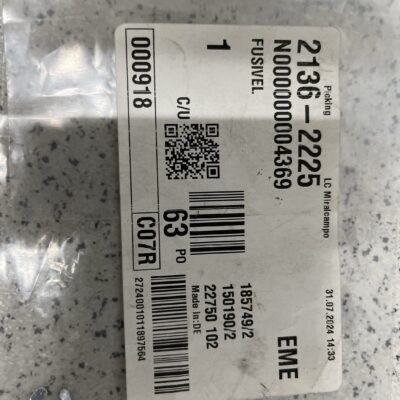 Picking
LC Miralcampo
31.07.2024 14:33
2136-2225
N000000004369
FUSIVEL
EME
1
C/U
63 PO
185749/2
150190/2
22750 102
Made in:DE
000918
C07R
2724001011897564